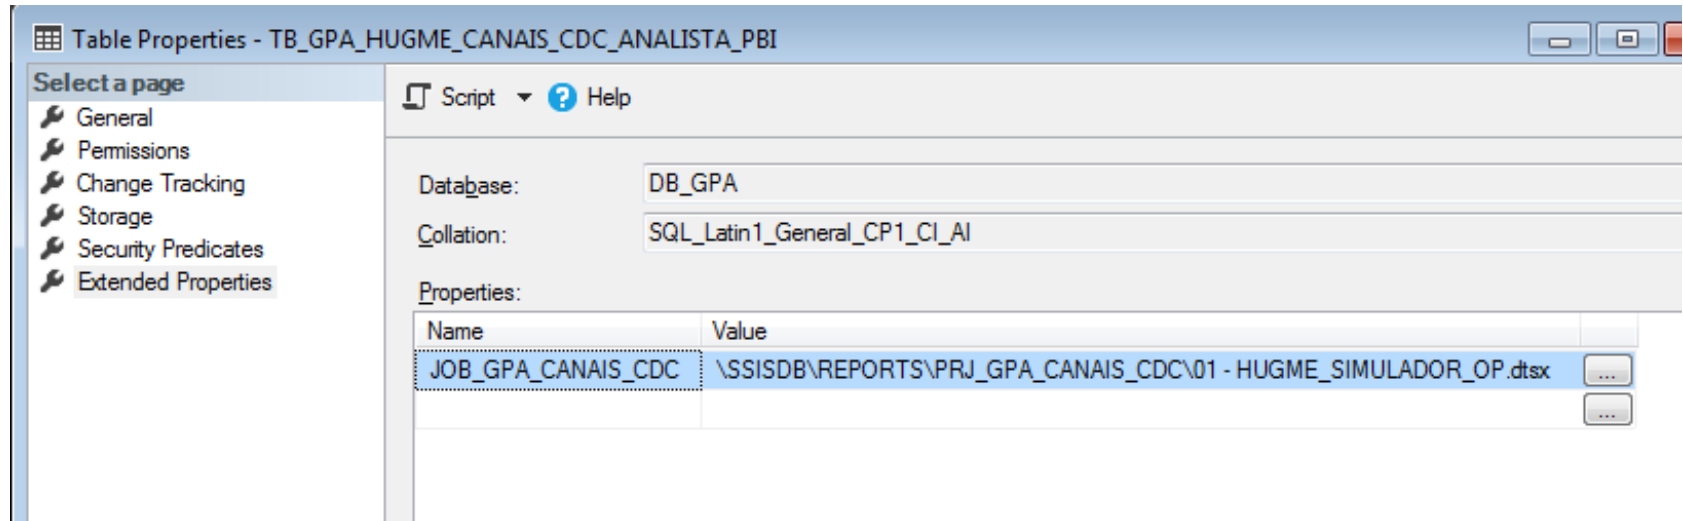 Table Properties - TB_GPA_HUGME_CANAIS_CDC_ANALISTA_PBI
Select a page
General
Permissions
Change Tracking
Storage
Security Predicates
Extended Properties
Script ? Help
Database: DB_GPA
Collation: SQL_Latin1_General_CP1_CI_AI
Properties:
Name Value
JOB_GPA_CANAIS_CDC \SSISDB\REPORTS\PRJ_GPA_CANAIS_CDC\01 - HUGME_SIMULADOR_OP.dtsx ...
...